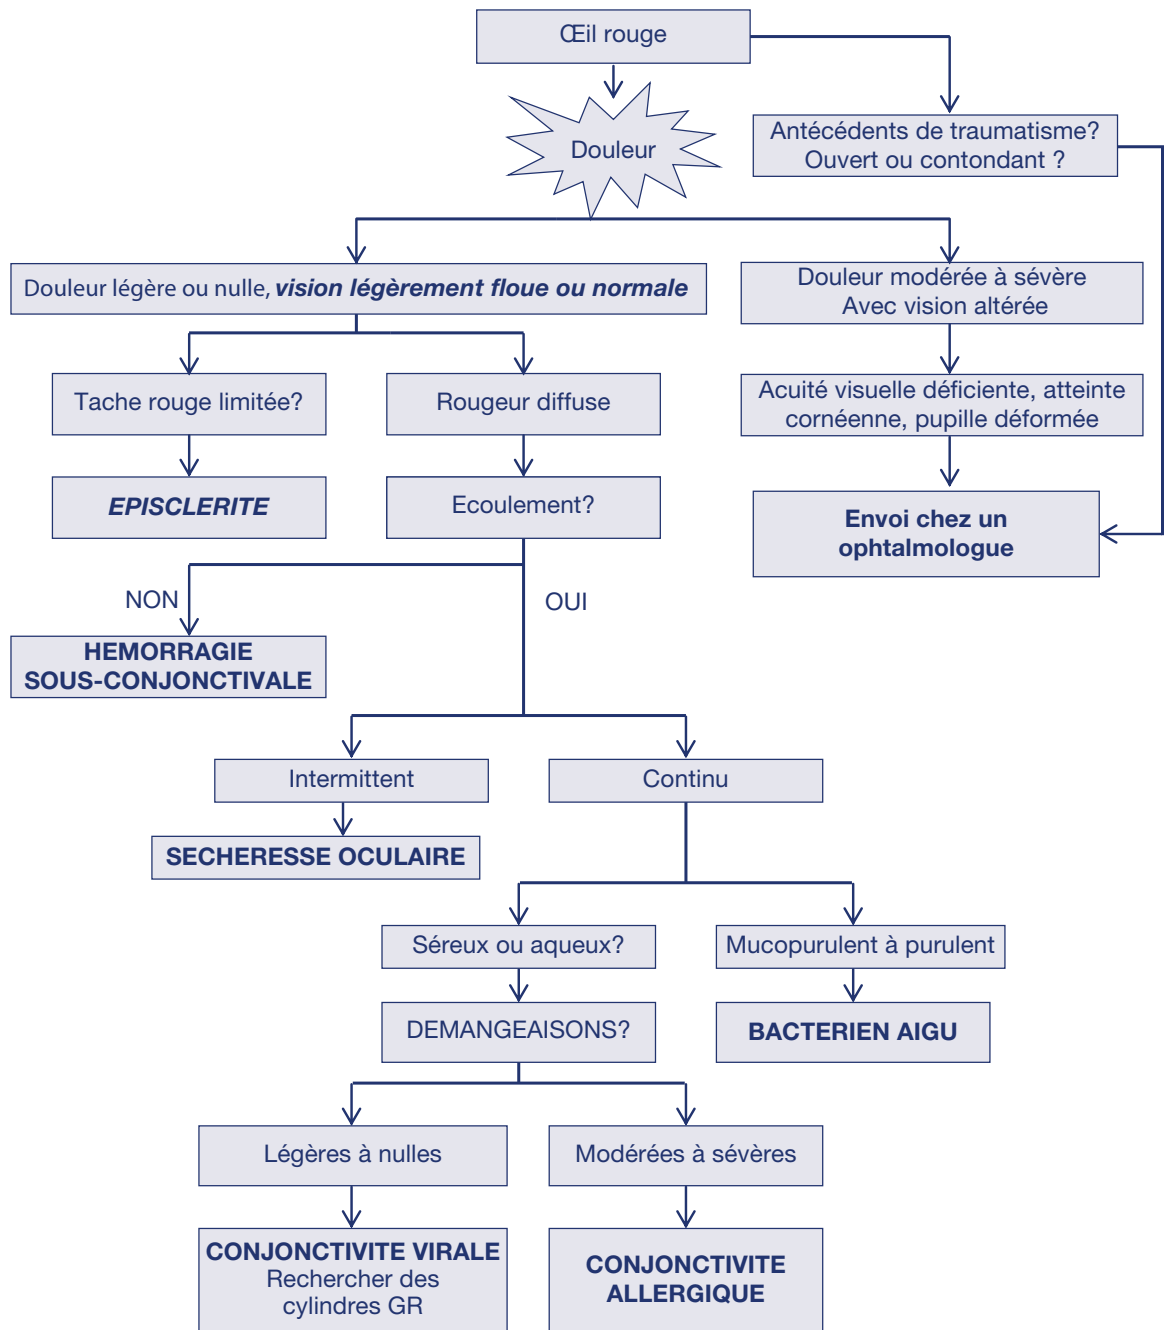 Œil rouge
Douleur
Antécédents de traumatisme?
Ouvert ou contondant ?
Douleur légère ou nulle, vision légèrement floue ou normale
Douleur modérée à sévère
Avec vision altérée
Tache rouge limitée?
Rougeur diffuse
Acuité visuelle déficiente, atteinte
cornéenne, pupille déformée
EPISCLERITE
Ecoulement?
Envoi chez un
ophtalmologue
NON
OUI
HEMORRAGIE
SOUS-CONJONCTIVALE
Intermittent
Continu
SECHERESSE OCULAIRE
Séreux ou aqueux?
Mucopurulent à purulent
DEMANGEAISONS?
BACTERIEN AIGU
Légères à nulles
Modérées à sévères
CONJONCTIVITE VIRALE
Rechercher des
cylindres GR
CONJONCTIVITE
ALLERGIQUE